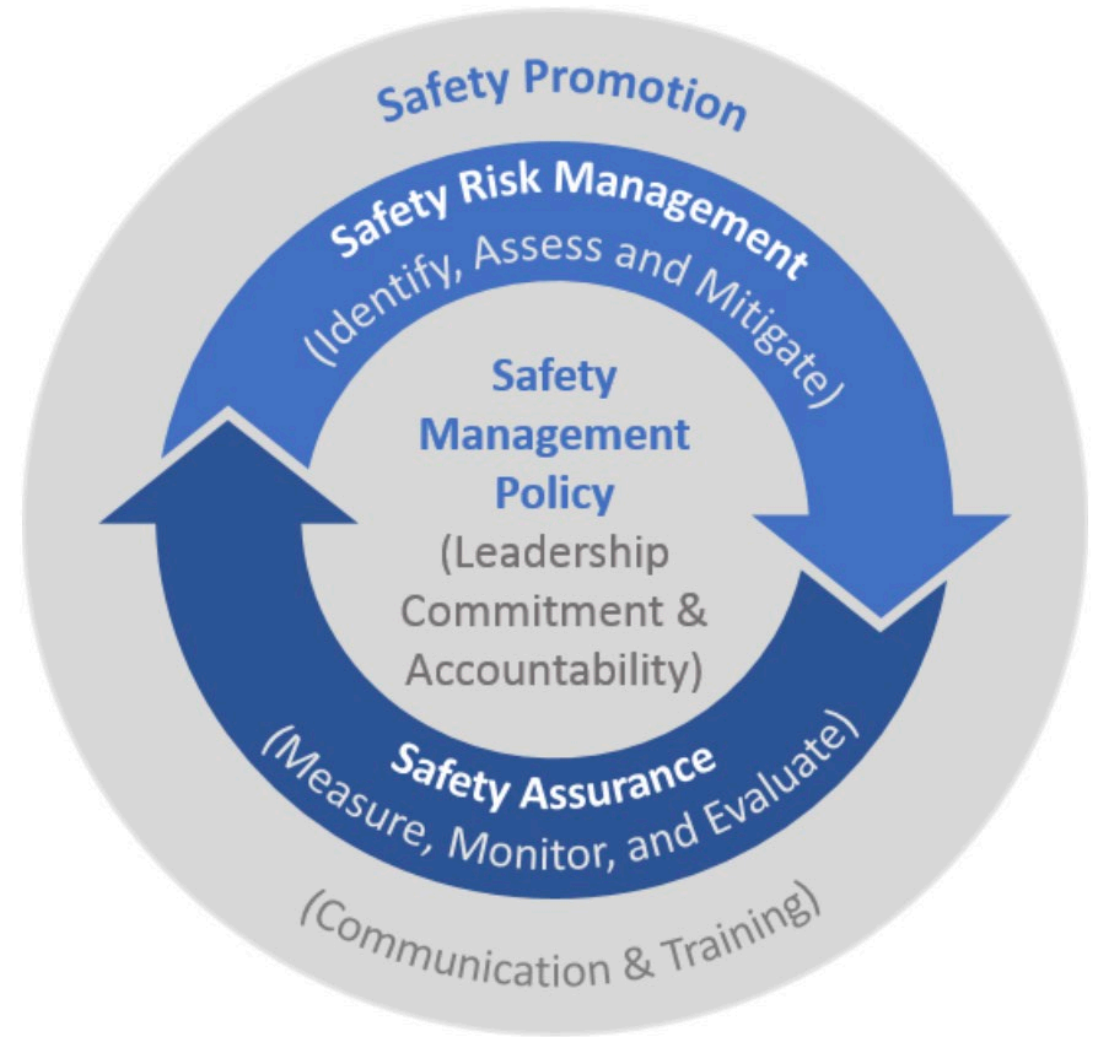 Safety Promotion
Safety Risk Management
(Identify, Assess and Mitigate)
Safety
Management
Policy
(Leadership
Commitment &
Accountability)
Safety Assurance
(Measure, Monitor, and Evaluate)
(Communication & Training)